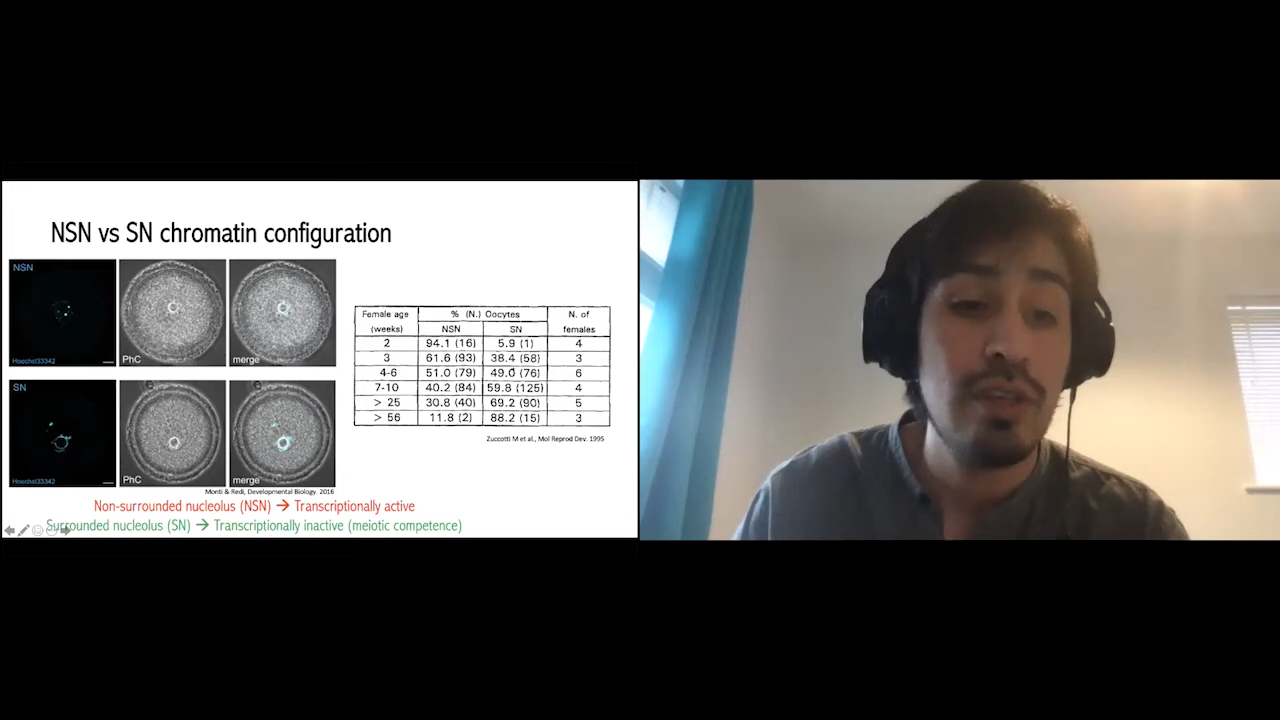 NSN vs SN chromatin configuration
NSN
Hoechst33342
PhC
merge
SN
Hoechst33342
PhC
merge
Monti & Redi, Developmental Biology. 2016
Female age (weeks) % (N.) Oocytes N. of females
NSN SN
2 94.1 (16) 5.9 (1) 4
3 61.6 (93) 38.4 (58) 3
4-6 51.0 (79) 49.0 (76) 6
7-10 40.2 (84) 59.8 (125) 4
> 25 30.8 (40) 69.2 (90) 5
> 56 11.8 (2) 88.2 (15) 3
Zuccotti M et al., Mol Reprod Dev. 1995
Non-surrounded nucleolus (NSN) → Transcriptionally active
Surrounded nucleolus (SN) → Transcriptionally inactive (meiotic competence)